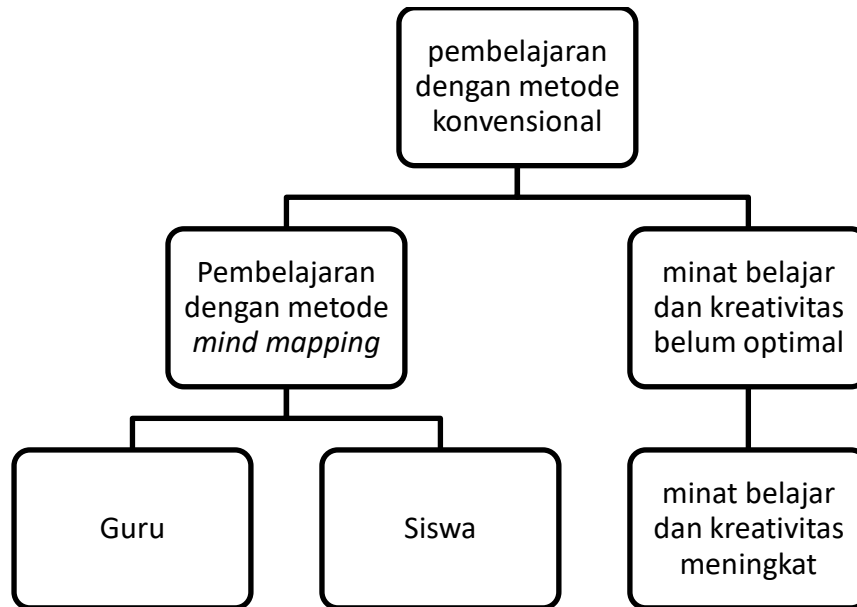 pembelajaran
dengan metode
konvensional
Pembelajaran
dengan metode
mind mapping
minat belajar
dan kreativitas
belum optimal
Guru
Siswa
minat belajar
dan kreativitas
meningkat